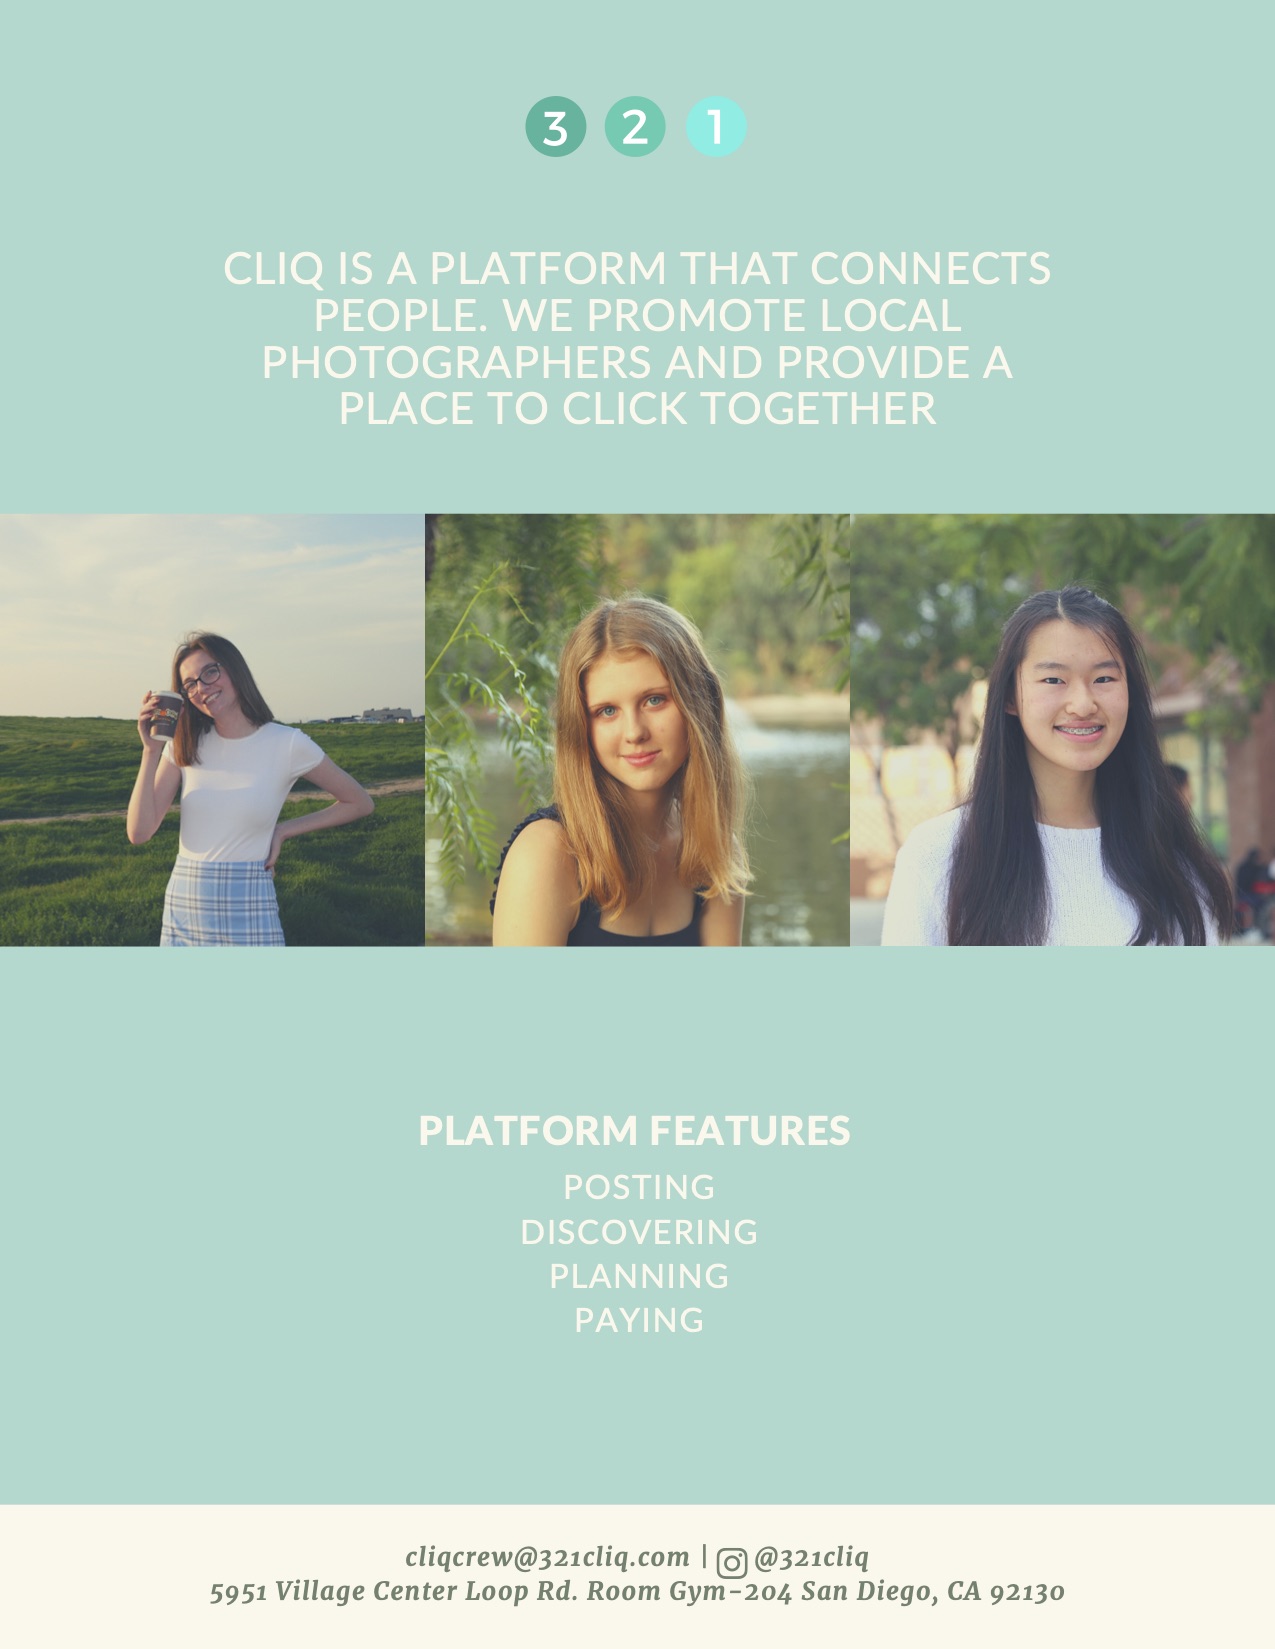 3 2 1
CLIQ IS A PLATFORM THAT CONNECTS
PEOPLE. WE PROMOTE LOCAL
PHOTOGRAPHERS AND PROVIDE A
PLACE TO CLICK TOGETHER
PLATFORM FEATURES
POSTING
DISCOVERING
PLANNING
PAYING
cliqcrew@321cliq.com | @321cliq
5951 Village Center Loop Rd. Room Gym-204 San Diego, CA 92130